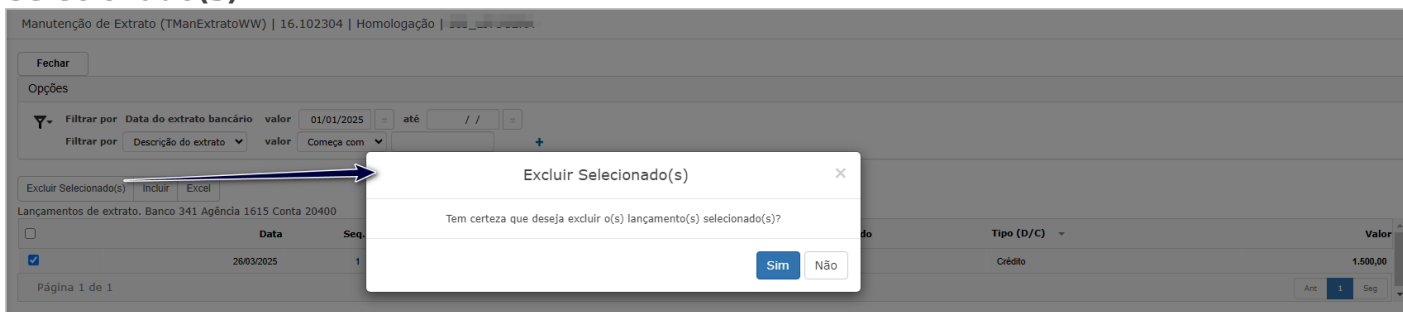 Manutenção de Extrato (TManExtratoWW) | 16.102304 | Homologação |
Fechar
Opções
Filtrar por Data do extrato bancário valor 01/01/2025 até / /
Filtrar por Descrição do extrato valor Começa com +
Excluir Selecionado(s) ×
Excluir Selecionado(s) Incluir Excel
Lançamentos de extrato. Banco 341 Agência 1615 Conta 20400
Tem certeza que deseja excluir o(s) lançamento(s) selecionado(s)?
Data Seq. do Tipo (D/C) Valor
26/03/2025 1 Crédito 1.500,00
Sim Não
Página 1 de 1 Ant 1 Seg